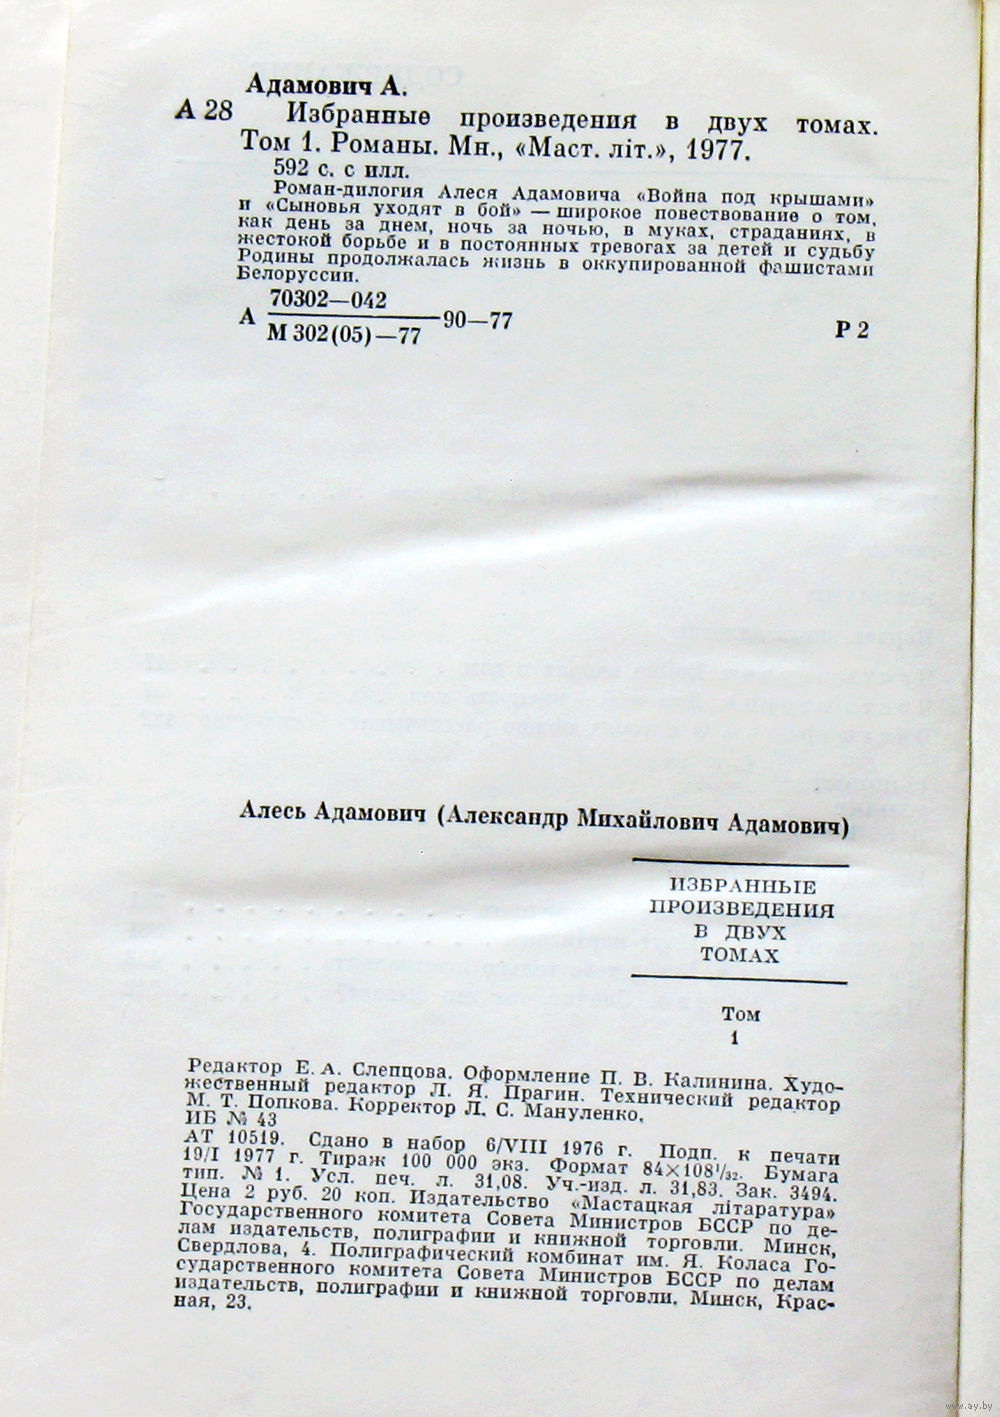 Адамович А.
А 28 Избранные произведения в двух томах.
Том 1. Романы. Мн., «Маст. літ.», 1977.
592 с. с илл.
Роман-дилогия Алеся Адамовича «Война под крышами»
и «Сыновья уходят в бой» — широкое повествование о том,
как день за днем, ночь за ночью, в муках, страданиях, в
жестокой борьбе и в постоянных тревогах за детей и судьбу
Родины продолжалась жизнь в оккупированной фашистами
Белоруссии.
70302—042
А 90—77
М 302(05)—77
Р 2
Алесь Адамович (Александр Михайлович Адамович)
ИЗБРАННЫЕ
ПРОИЗВЕДЕНИЯ
В ДВУХ
ТОМАХ
Том
1
Редактор Е. А. Слепцова. Оформление П. В. Калинина. Худо-
жественный редактор Л. Я. Прагин. Технический редактор
М. Т. Попкова. Корректор Л. С. Мануленко.
ИБ № 43
АТ 10519. Сдано в набор 6/VIII 1976 г. Подп. к печати
19/I 1977 г. Тираж 100 000 экз. Формат 84×108¹/₃₂. Бумага
тип. № 1. Усл. печ. л. 31,08. Уч.-изд. л. 31,83. Зак. 3494.
Цена 2 руб. 20 коп. Издательство «Мастацкая літаратура»
Государственного комитета Совета Министров БССР по де-
лам издательств, полиграфии и книжной торговли. Минск,
Свердлова, 4. Полиграфический комбинат им. Я. Коласа Го-
сударственного комитета Совета Министров БССР по делам
издательств, полиграфии и книжной торговли. Минск, Крас-
ная, 23.
www.ay.by